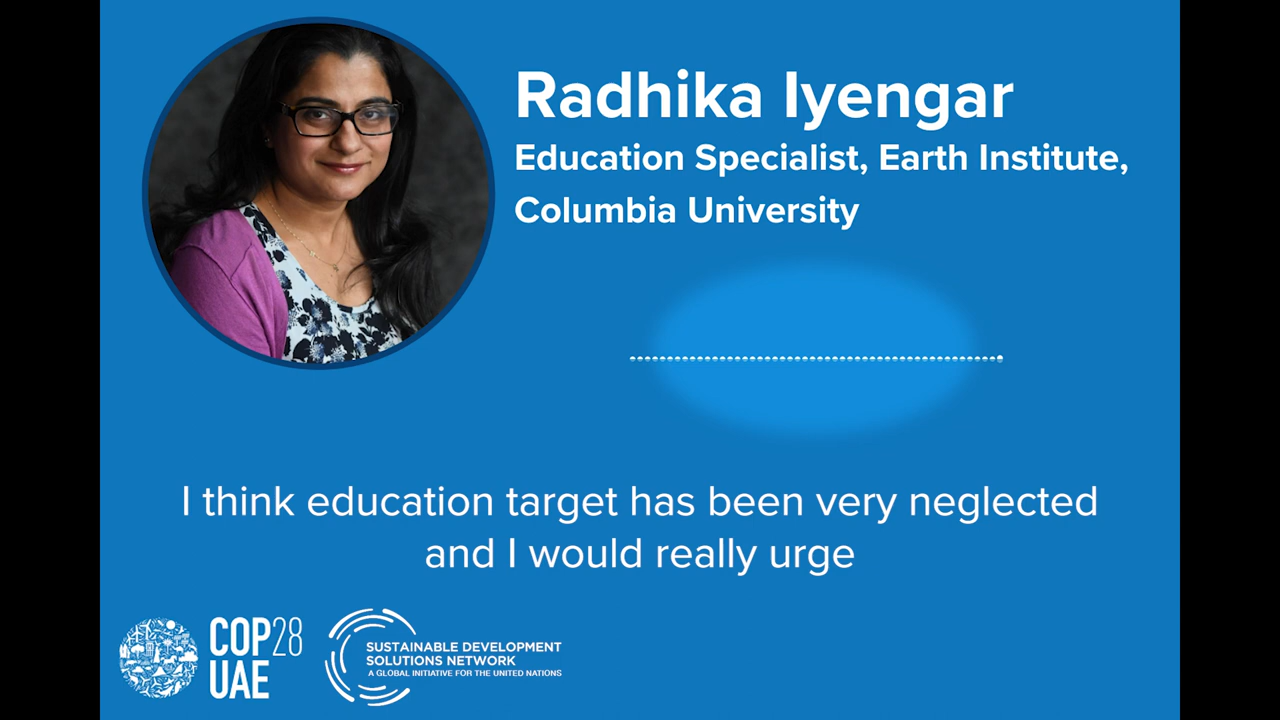 Radhika Iyengar
Education Specialist, Earth Institute,
Columbia University
I think education target has been very neglected
and I would really urge
COP28
UAE
SUSTAINABLE DEVELOPMENT
SOLUTIONS NETWORK
A GLOBAL INITIATIVE FOR THE UNITED NATIONS